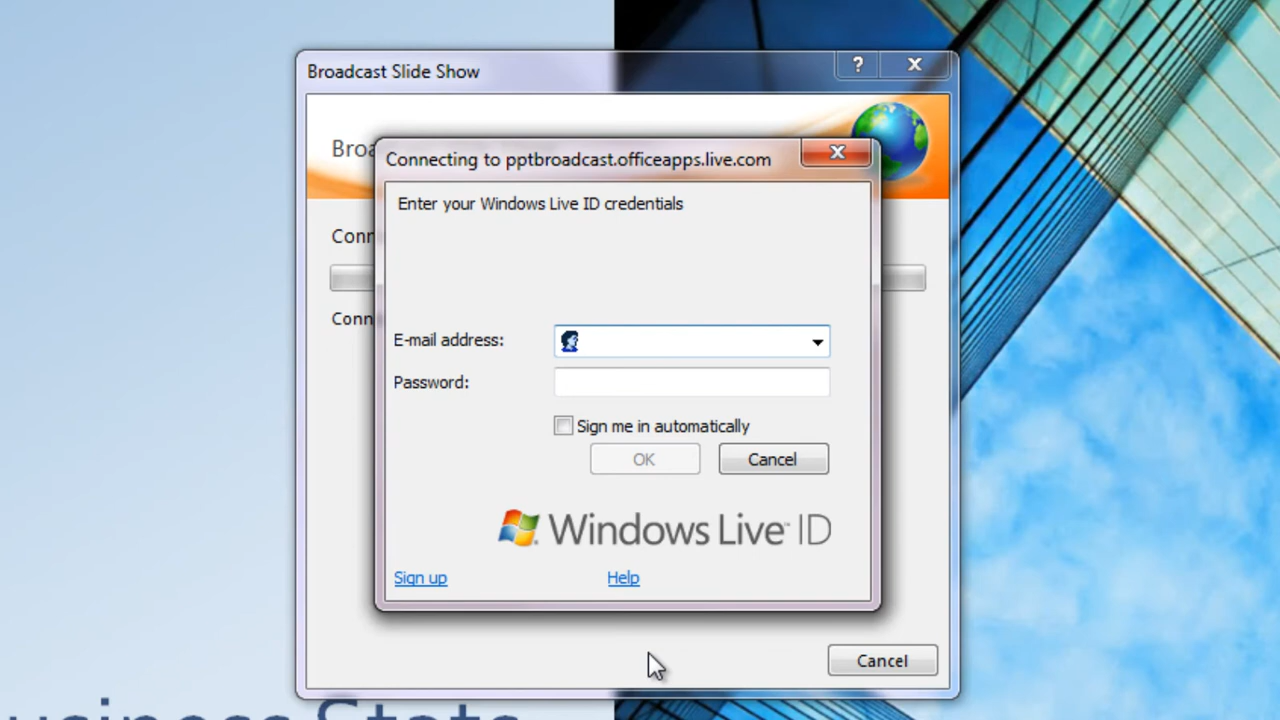 Broadcast Slide Show
?
Connecting to pptbroadcast.officeapps.live.com
Enter your Windows Live ID credentials
E-mail address:
Password:
Sign me in automatically
OK
Cancel
Windows Live ID
Sign up
Help
Cancel